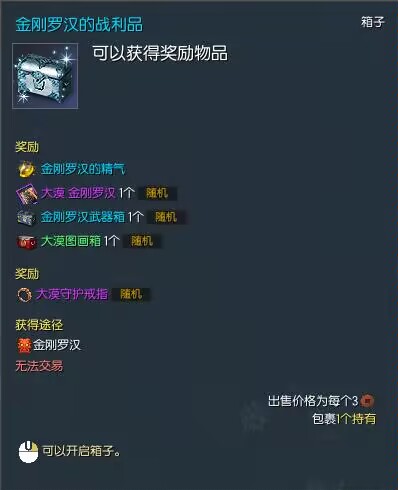 金刚罗汉的战利品 箱子
可以获得奖励物品
奖励
金刚罗汉的精气
大漠 金刚罗汉 1个 随机
金刚罗汉武器箱 1个 随机
大漠图画箱 1个 随机
奖励
大漠守护戒指 随机
获得途径
金刚罗汉
无法交易
出售价格为每个3
包裹1个持有
可以开启箱子。